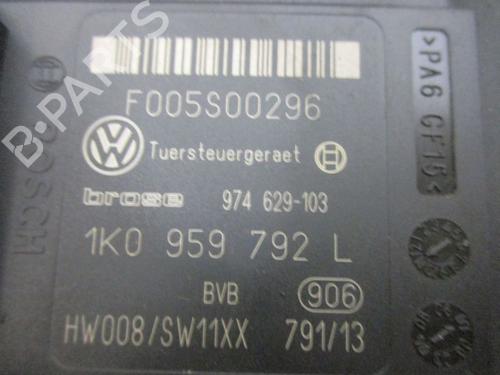 F005S00296
Tuersteuergeraet
brose 974 629-103
1K0 959 792 L
BVB 906
HW008/SW11XX 791/13
BOSCH
>PA6 GF15<
B-PARTS